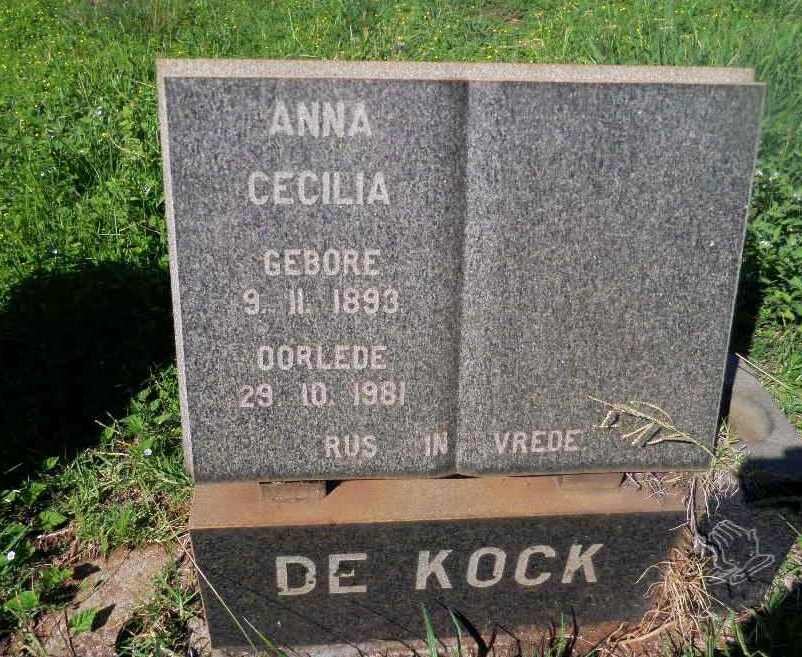 ANNA
CECILIA
GEBORE
9. 11. 1893
OORLEDE
29 10. 1981
RUS IN VREDE
DE KOCK